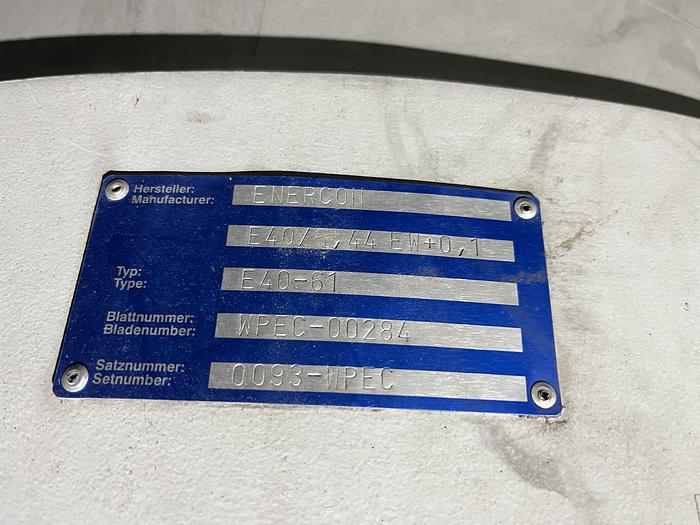 Hersteller:
Manufacturer: ENERCON
E40/6,44 EW+0,1
Typ:
Type: E40-61
Blattnummer:
Bladenumber: WPEC-00284
Satznummer:
Setnumber: 0093-WPEC